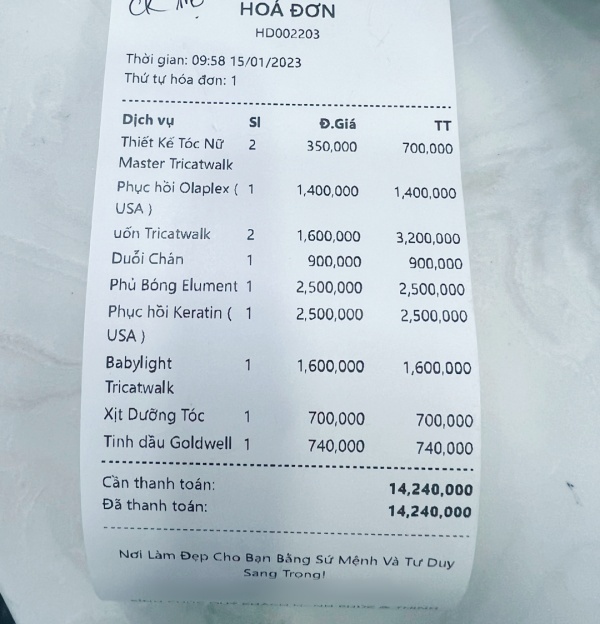 CK
HOÁ ĐƠN
HD002203
Thời gian: 09:58 15/01/2023
Thứ tự hóa đơn: 1
Dịch vụ Sl Đ.Giá TT
Thiết Kế Tóc Nữ 2 350,000 700,000
Master Tricatwalk
Phục hồi Olaplex ( 1 1,400,000 1,400,000
USA )
uốn Tricatwalk 2 1,600,000 3,200,000
Duỗi Chán 1 900,000 900,000
Phủ Bóng Elument 1 2,500,000 2,500,000
Phục hồi Keratin ( 1 2,500,000 2,500,000
USA )
Babylight 1 1,600,000 1,600,000
Tricatwalk
Xịt Dưỡng Tóc 1 700,000 700,000
Tinh dầu Goldwell 1 740,000 740,000
Cần thanh toán: 14,240,000
Đã thanh toán: 14,240,000
Nơi Làm Đẹp Cho Bạn Bằng Sứ Mệnh Và Tư Duy
Sang Trọng!